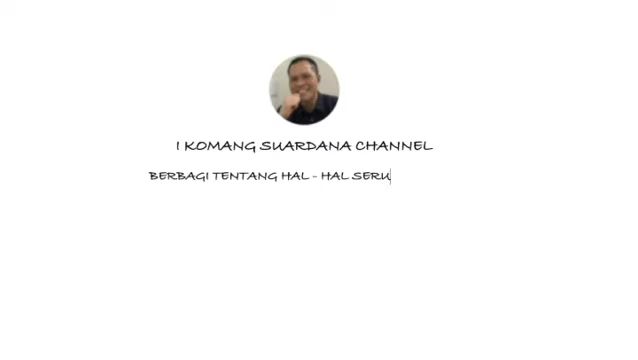 I KOMANG SUARDANA CHANNEL
BERBAGI TENTANG HAL - HAL SERU